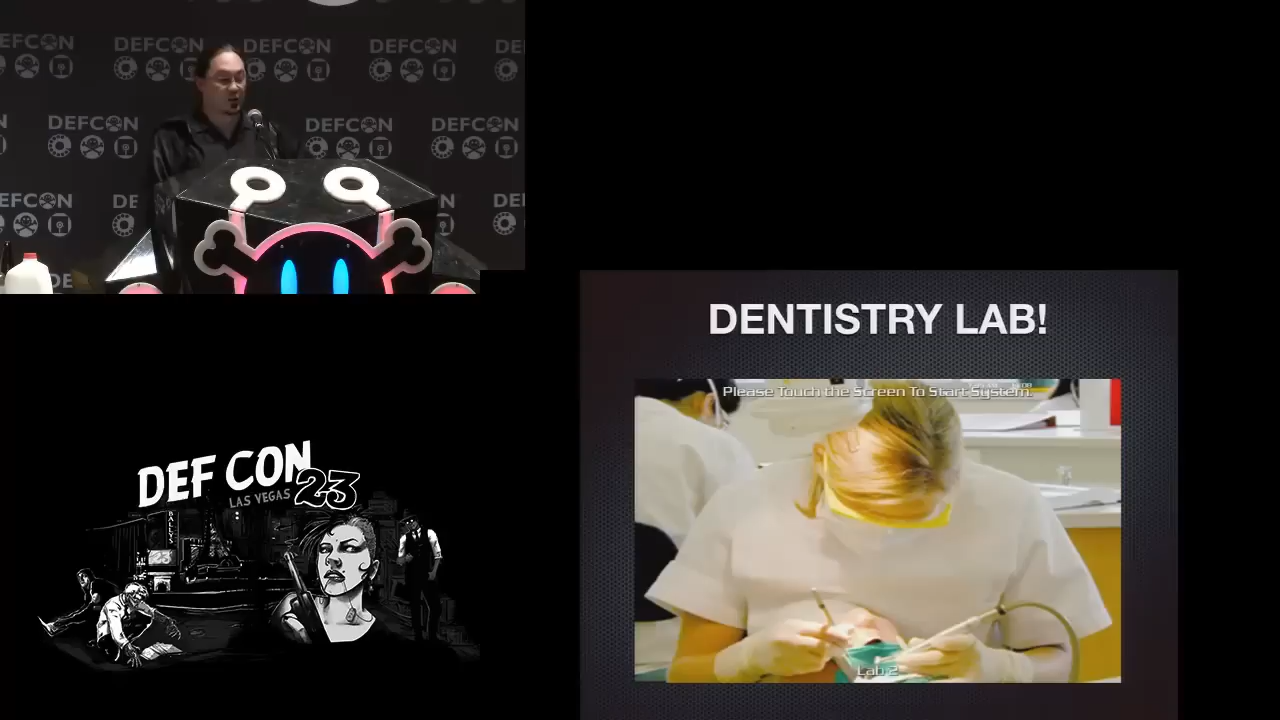 DEFCON DEFCON DEFCON
DEFCON DEFCON DEFCON
DEFCON
DENTISTRY LAB!
Please Touch the Screen To Start System.
Lab 2
DEF CON 23
LAS VEGAS
BALLYS